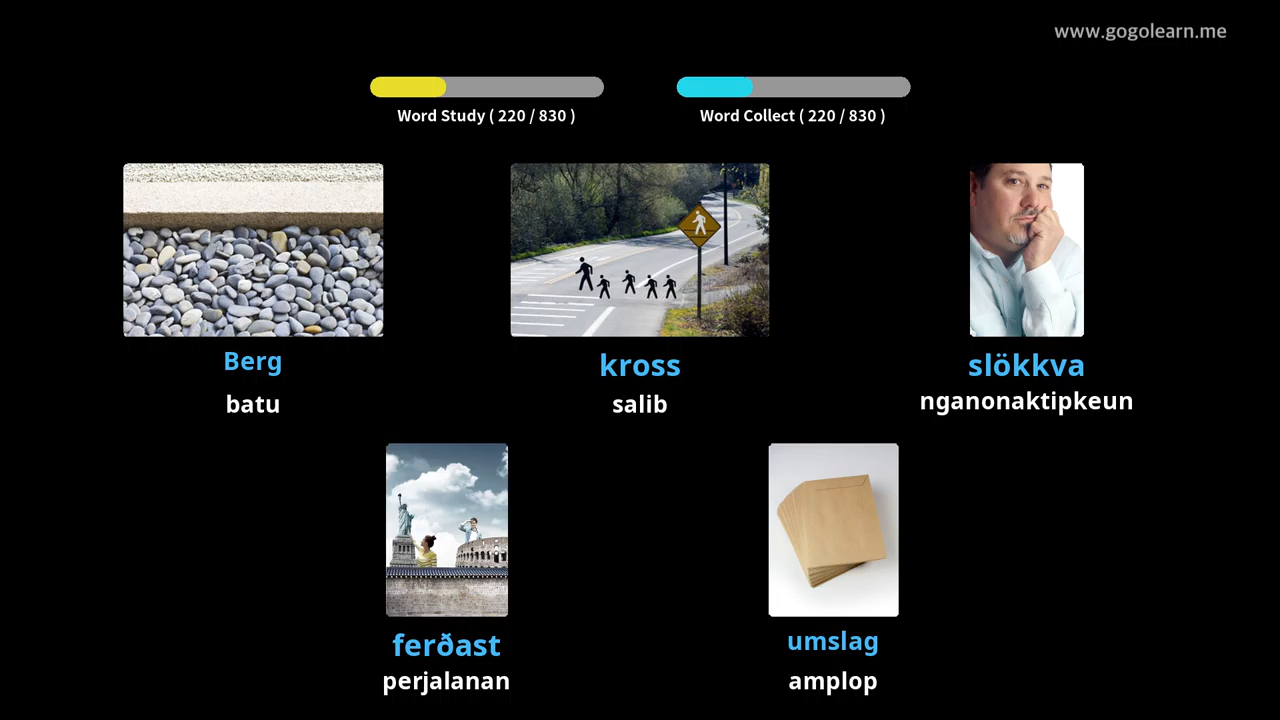 www.gogolearn.me
Word Study ( 220 / 830 )
Word Collect ( 220 / 830 )
Berg
batu
kross
salib
slökkva
nganonaktipkeun
ferðast
perjalanan
umslag
amplop